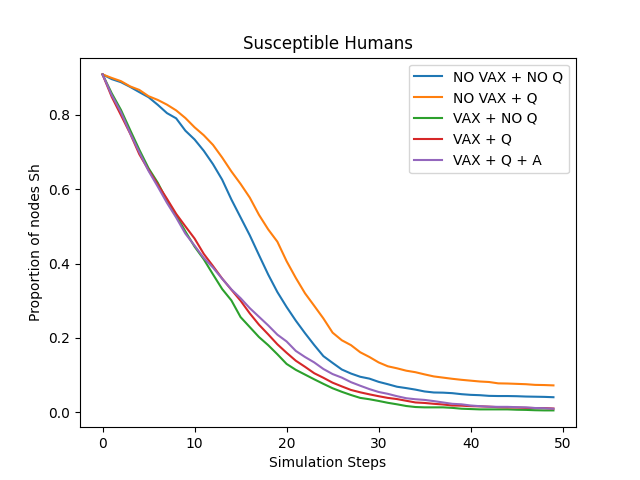 Susceptible Humans
NO VAX + NO Q
NO VAX + Q
VAX + NO Q
VAX + Q
VAX + Q + A
Proportion of nodes Sh
0.8
0.6
0.4
0.2
0.0
0 10 20 30 40 50
Simulation Steps